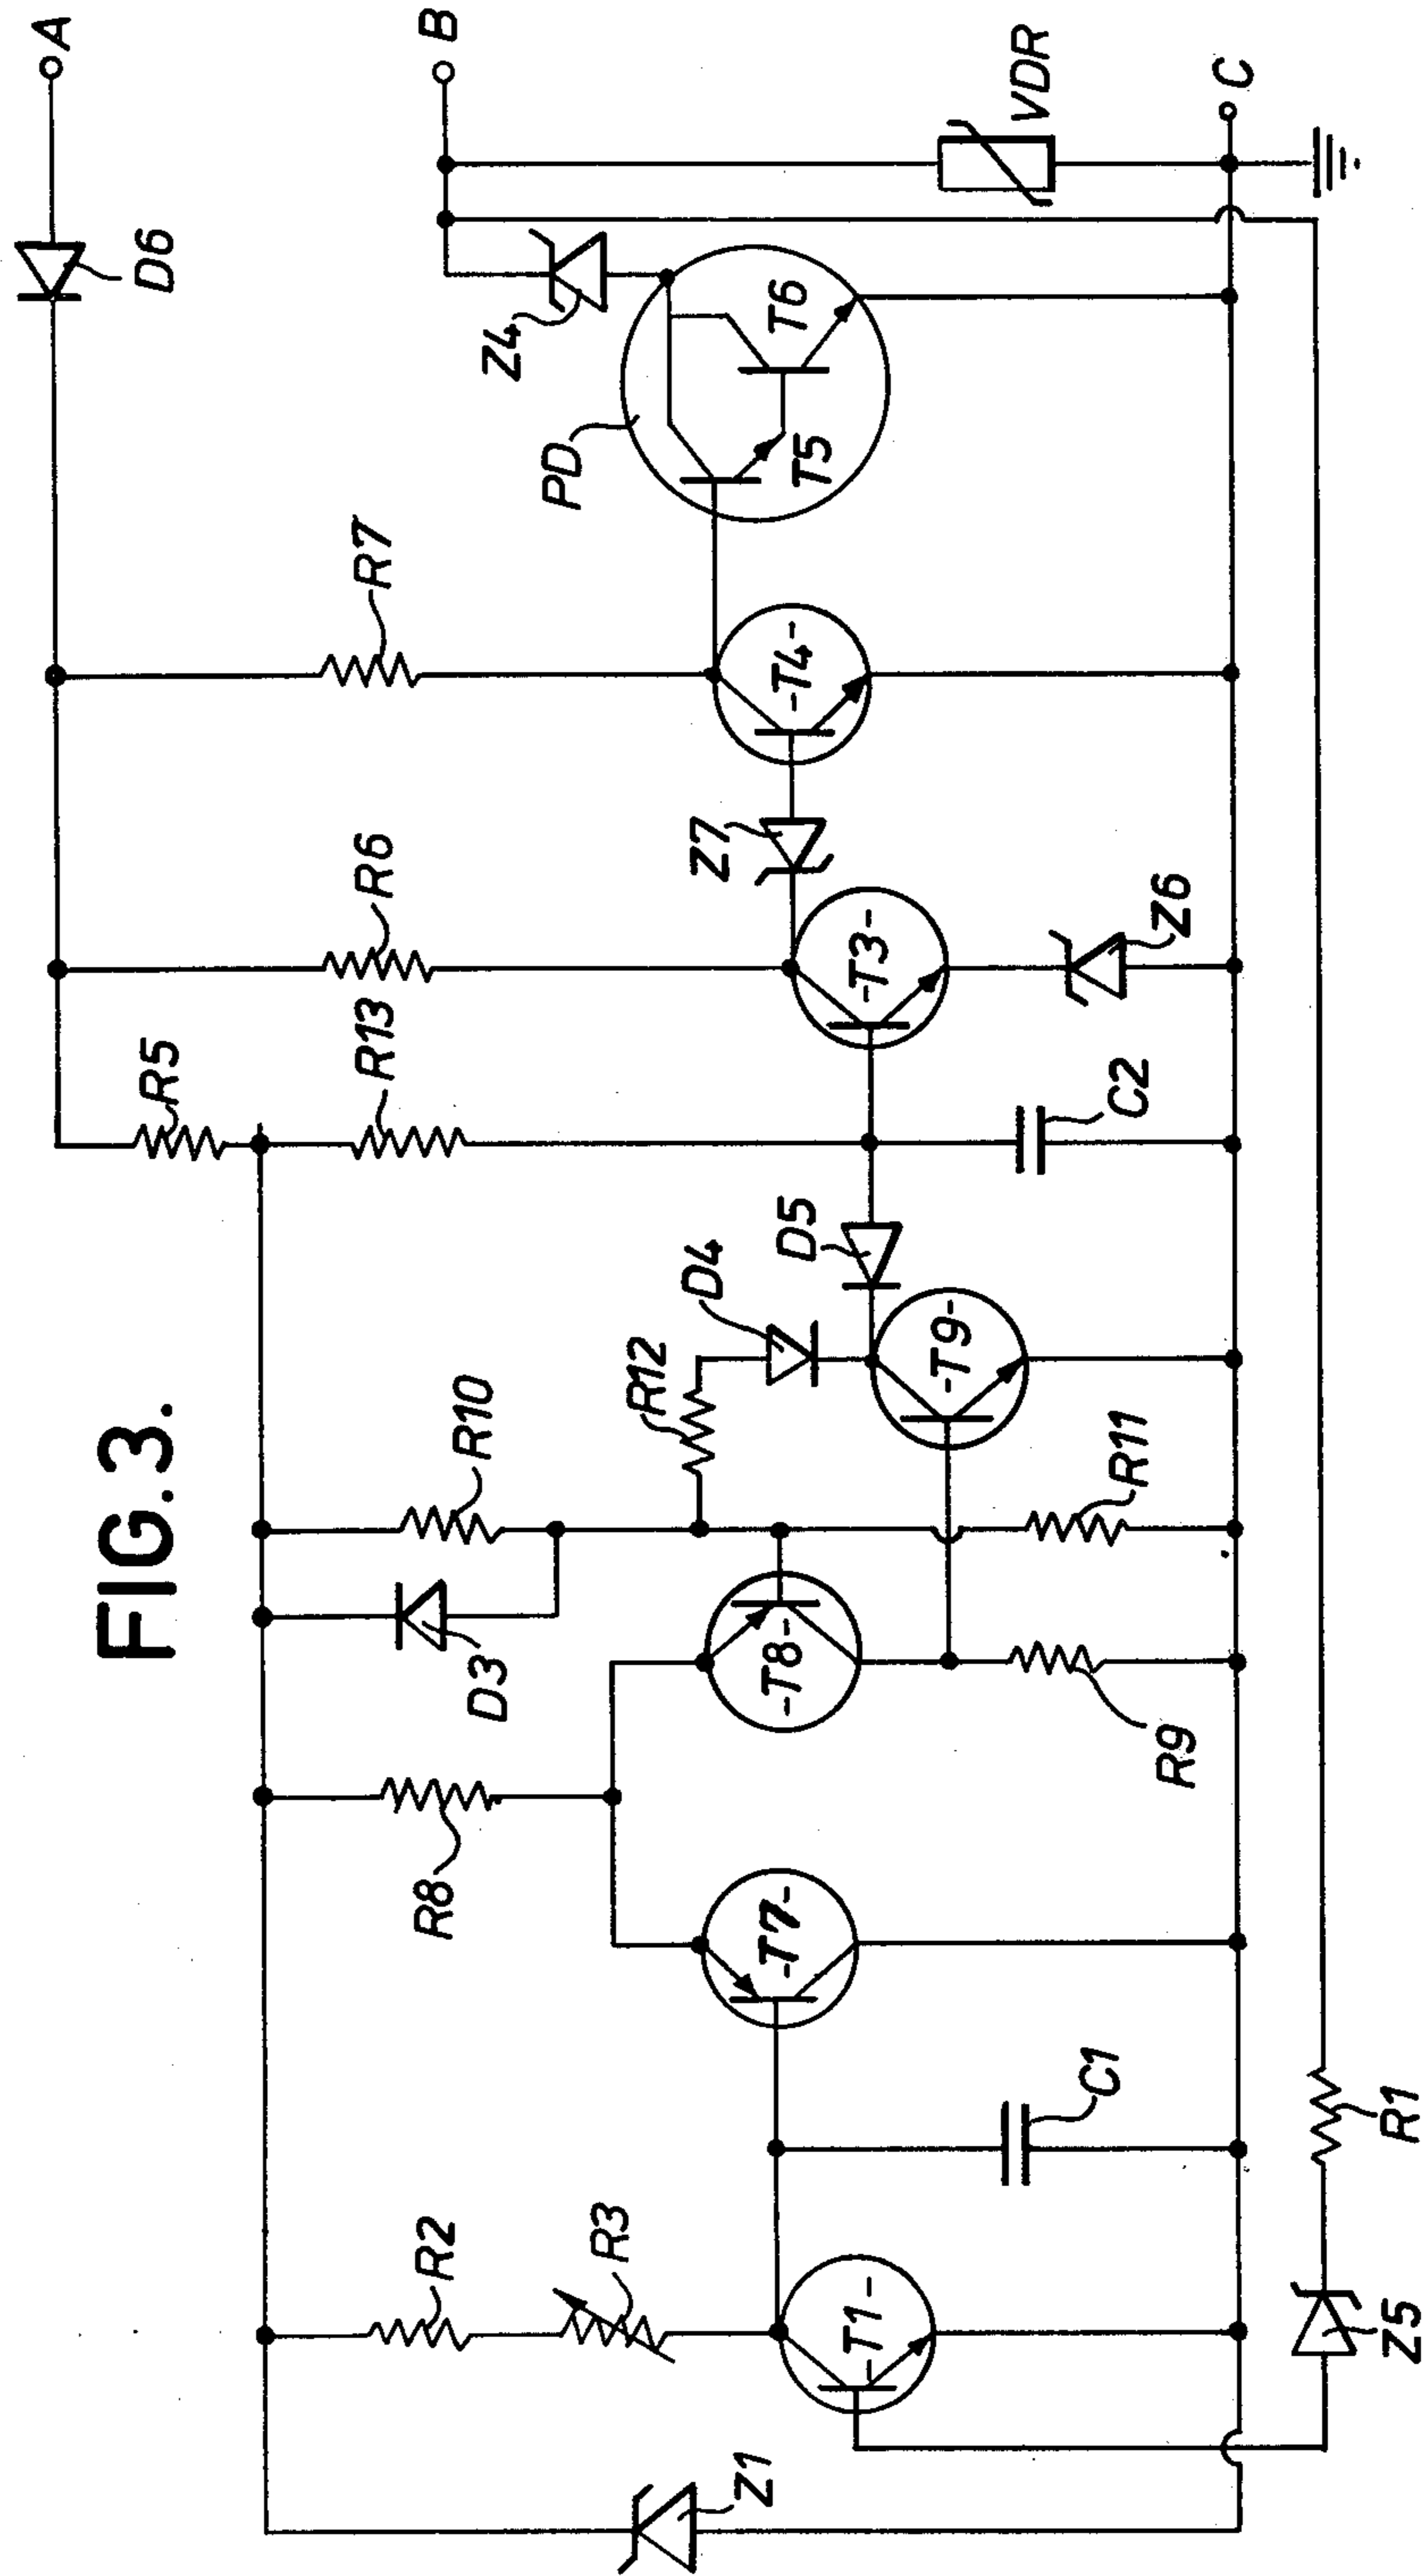 FIG.3.
A
D6
B
VDR
C
Z4
PD
T6
T5
R7
-T4-
Z7
R6
-T3-
Z6
R5
R13
C2
D5
D4
R12
-T9-
R10
R11
D3
-T8-
R9
R8
-T7-
C1
R2
R3
-T1-
R1
Z5
Z1